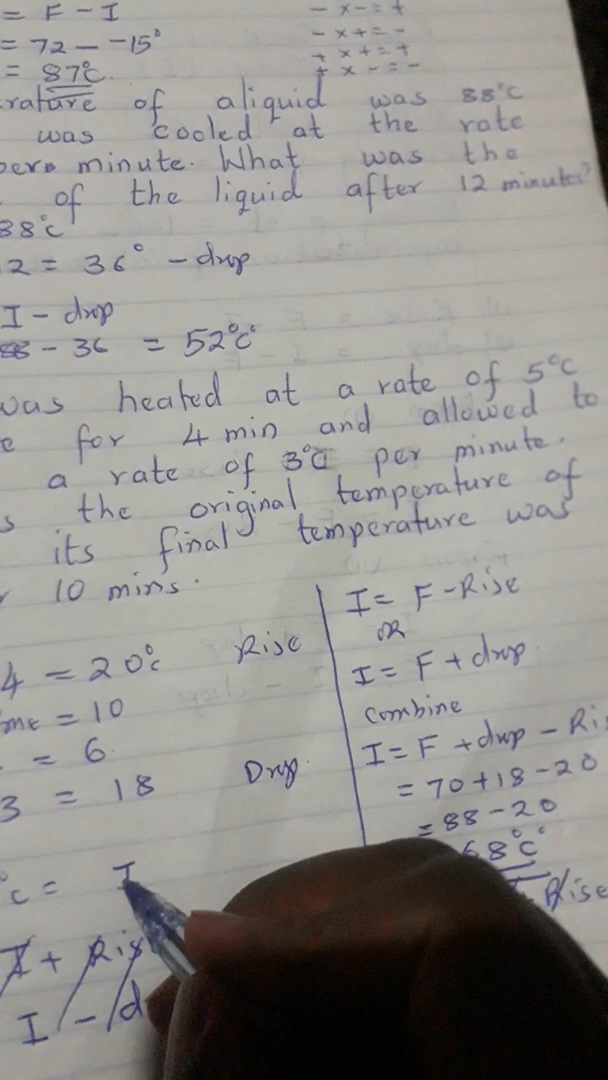 = F - I
- x - = +
= 72 - -15°
- x + = -
+ x + = +
= 87°C.
+ x - = -
rature of aliquid was 88°C
was cooled at the rate
pere minute. What was the
of the liquid after 12 minutes?
88°C
2 = 36° - drop
I - drop
88 - 36 = 52°C
was heated at a rate of 5°C
e for 4 min and allowed to
a rate of 3°C per minute.
s the original temperature of
its final temperature was
10 mins.
4 = 20°C Rise
me = 10
= 6
3 = 18 Drop
°C = I
I + Ris
I - d
I = F - Rise
OR
I = F + drop
combine
I = F + drop - Ris
= 70 + 18 - 20
= 88 - 20
68°C
Rise